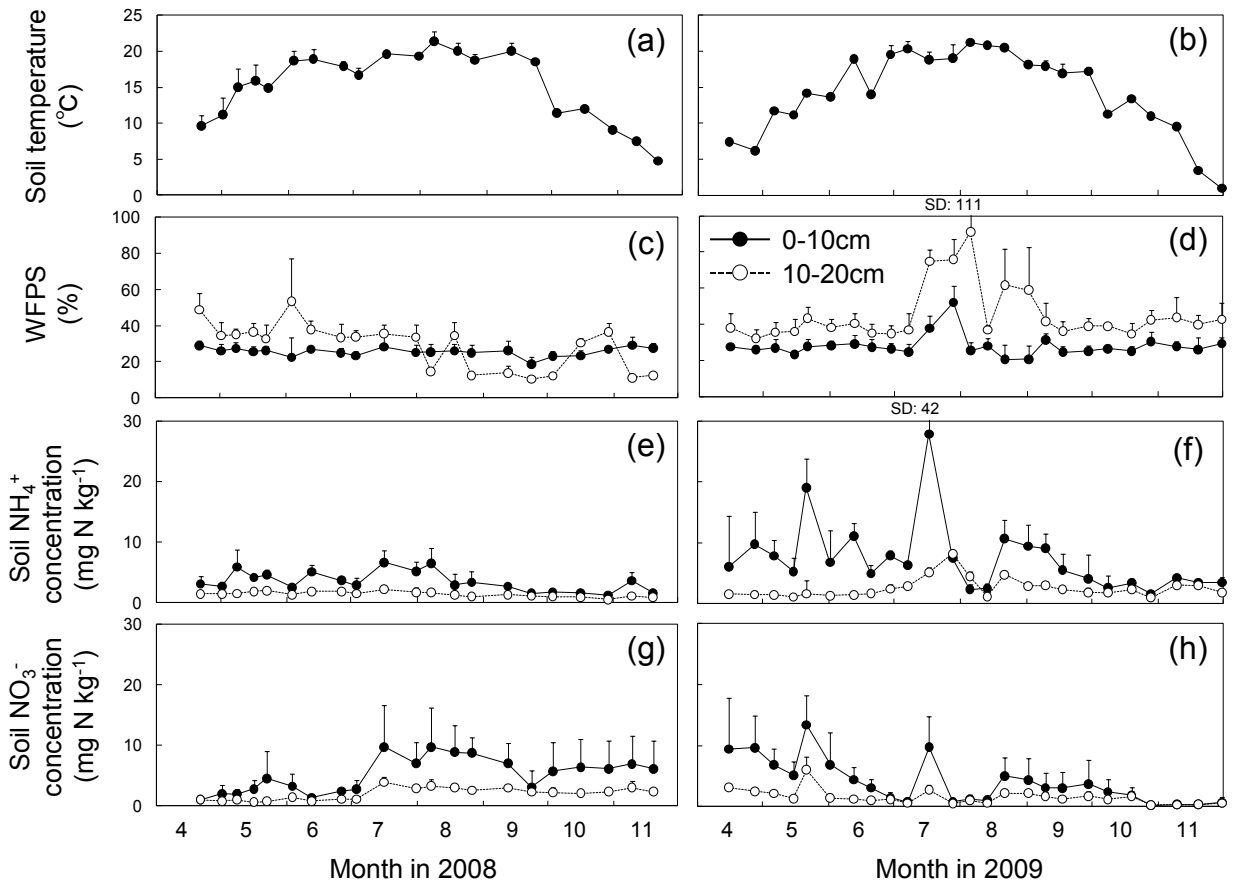 Soil temperature
(°C)
25
20
15
10
5
0
(a)
(b)
SD: 111
WFPS
(%)
100
80
60
40
20
0
(c)
0-10cm
10-20cm
(d)
SD: 42
Soil NH₄⁺
concentration
(mg N kg⁻¹)
30
20
10
0
(e)
(f)
Soil NO₃⁻
concentration
(mg N kg⁻¹)
30
20
10
0
(g)
(h)
4 5 6 7 8 9 10 11
4 5 6 7 8 9 10 11
Month in 2008
Month in 2009